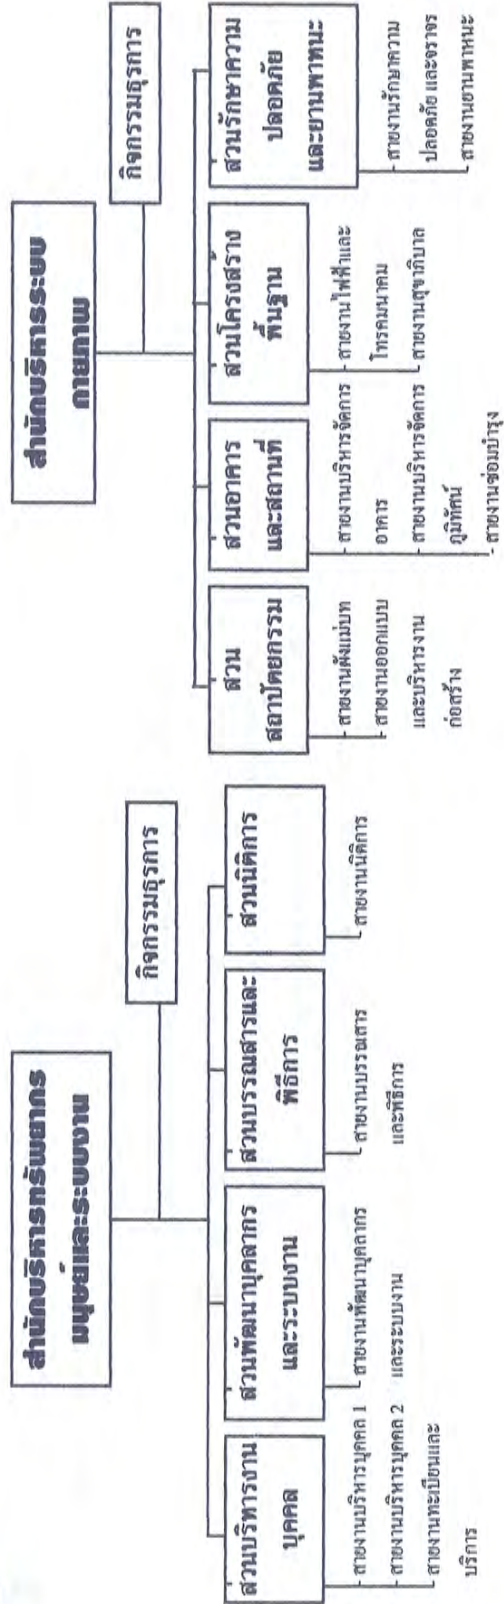 สำนักบริหารทรัพยากร
มนุษย์และระบบงาน
กิจกรรมธุรการ
ส่วนบริหารงาน
บุคคล
- สายงานบริหารบุคคล 1
- สายงานบริหารบุคคล 2
- สายงานทะเบียนและ
บริการ
ส่วนพัฒนาบุคลากร
และระบบงาน
- สายงานพัฒนาบุคลากร
และระบบงาน
ส่วนบรรณสารและ
พิธีการ
- สายงานบรรณสาร
และพิธีการ
ส่วนนิติการ
- สายงานนิติการ
สำนักบริหารระบบ
กายภาพ
กิจกรรมธุรการ
ส่วน
สถาปัตยกรรม
- สายงานผังแม่บท
- สายงานออกแบบ
และบริหารงาน
ก่อสร้าง
ส่วนอาคาร
และสถานที่
- สายงานบริหารจัดการ
อาคาร
- สายงานบริหารจัดการ
ภูมิทัศน์
- สายงานซ่อมบำรุง
ส่วนโครงสร้าง
พื้นฐาน
- สายงานไฟฟ้าและ
โทรคมนาคม
- สายงานสุขาภิบาล
ส่วนรักษาความ
ปลอดภัย
และยานพาหนะ
- สายงานรักษาความ
ปลอดภัย และจราจร
- สายงานยานพาหนะ